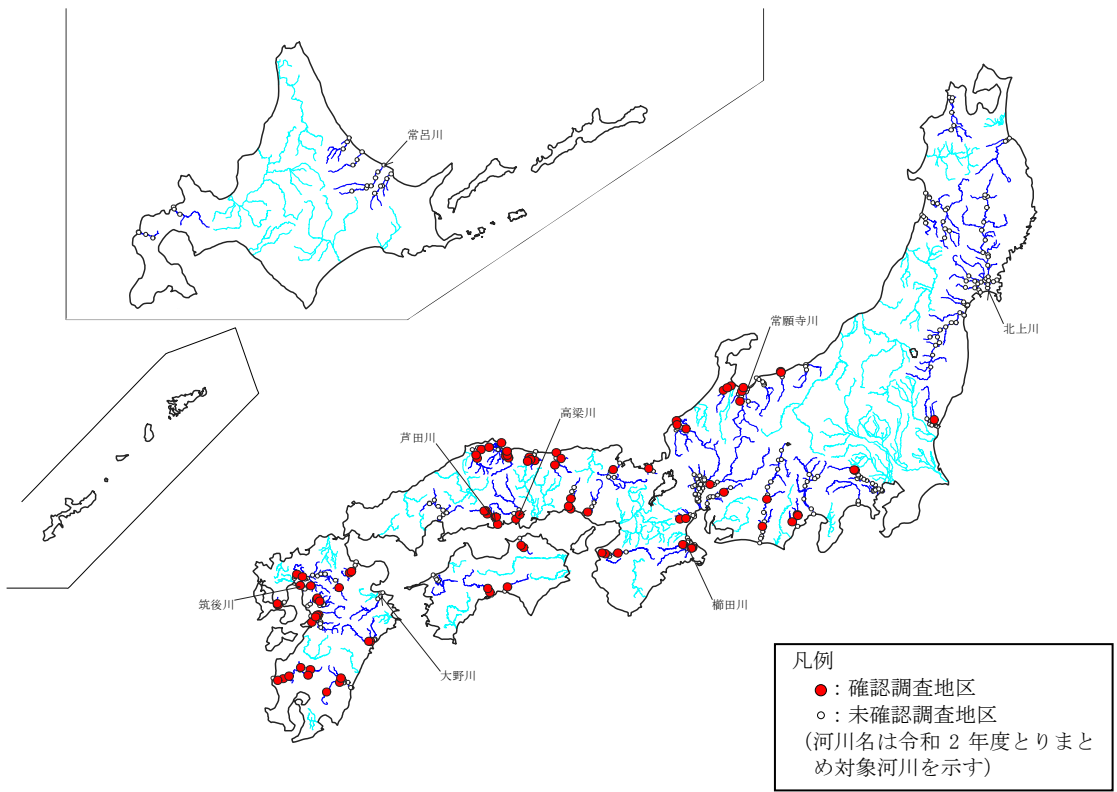 常呂川
北上川
常願寺川
高梁川
芦田川
筑後川
櫛田川
大野川
凡例
：確認調査地区
：未確認調査地区
（河川名は令和 2 年度とりまと
め対象河川を示す）